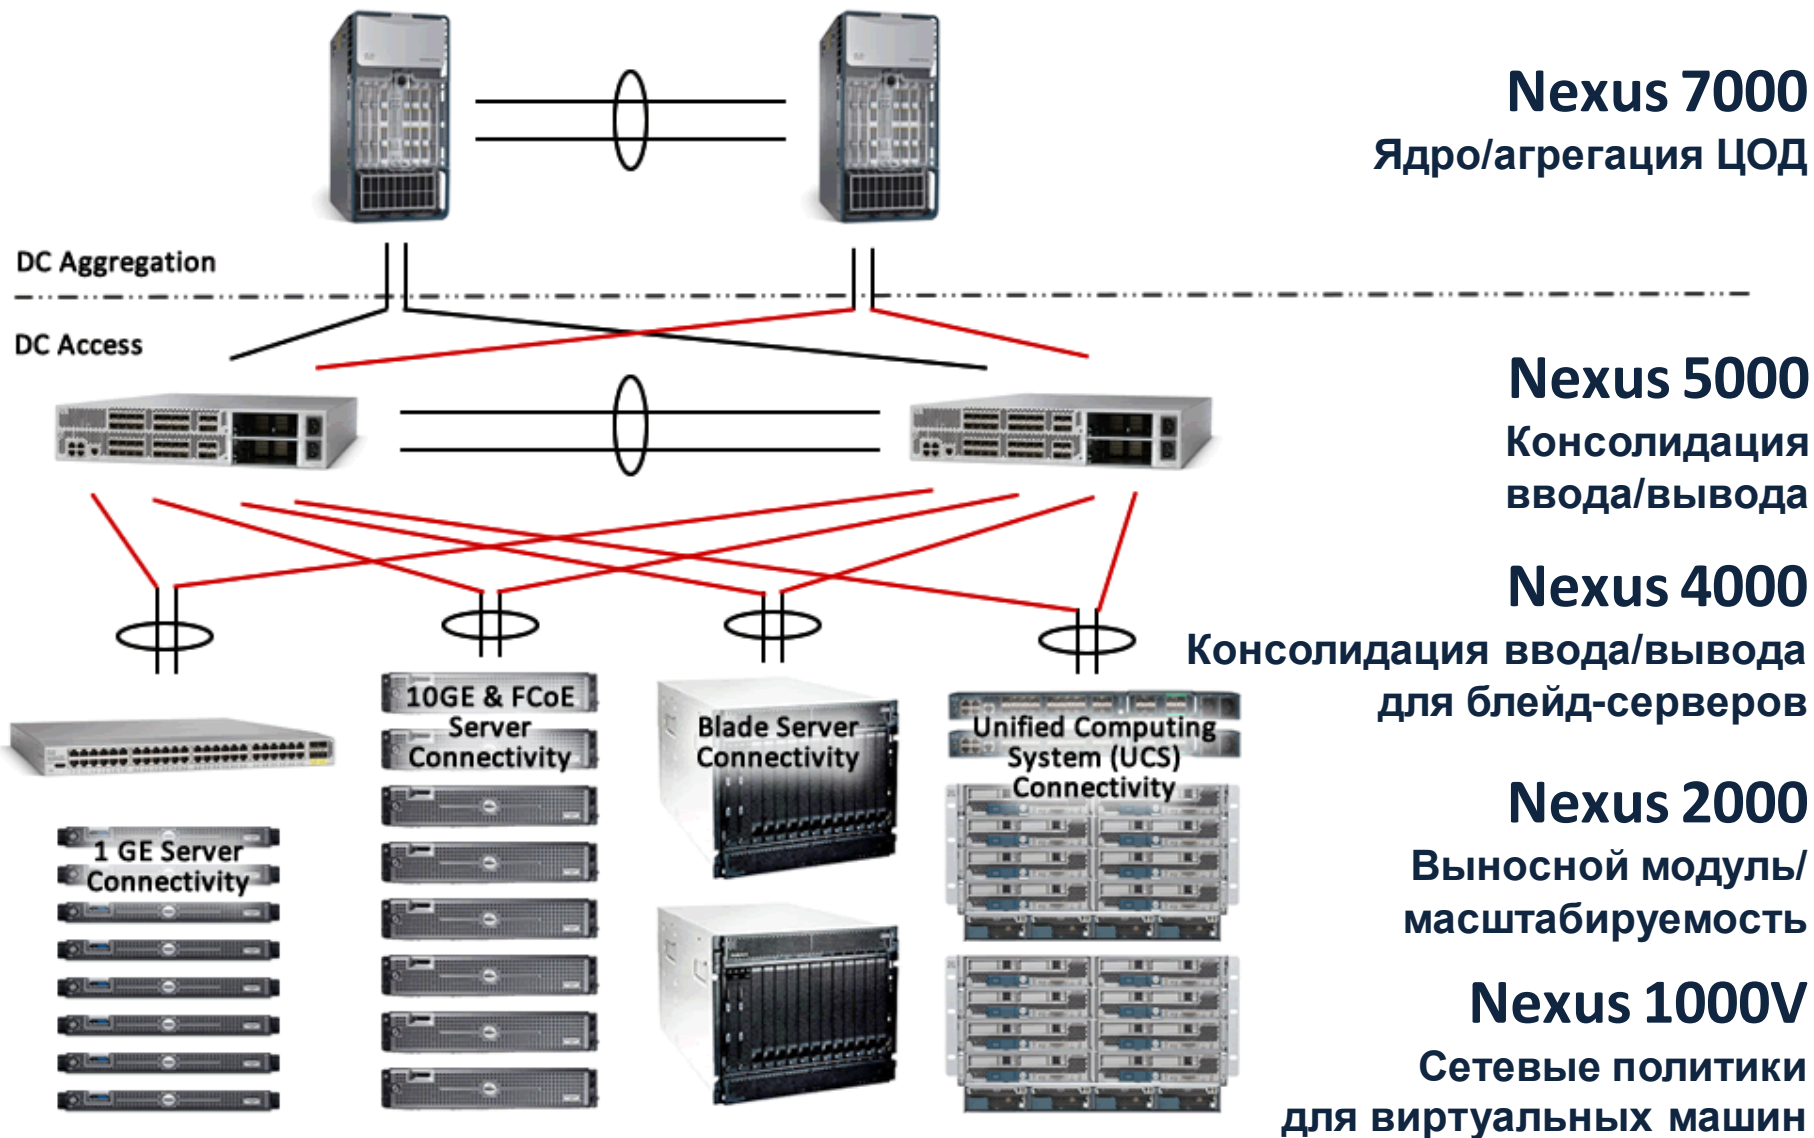 Nexus 7000
Ядро/агрегация ЦОД
DC Aggregation
DC Access
Nexus 5000
Консолидация
ввода/вывода
Nexus 4000
Консолидация ввода/вывода
для блейд-серверов
10GE & FCoE
Server
Connectivity
Blade Server
Connectivity
Unified Computing
System (UCS)
Connectivity
1 GE Server
Connectivity
Nexus 2000
Выносной модуль/
масштабируемость
Nexus 1000V
Сетевые политики
для виртуальных машин